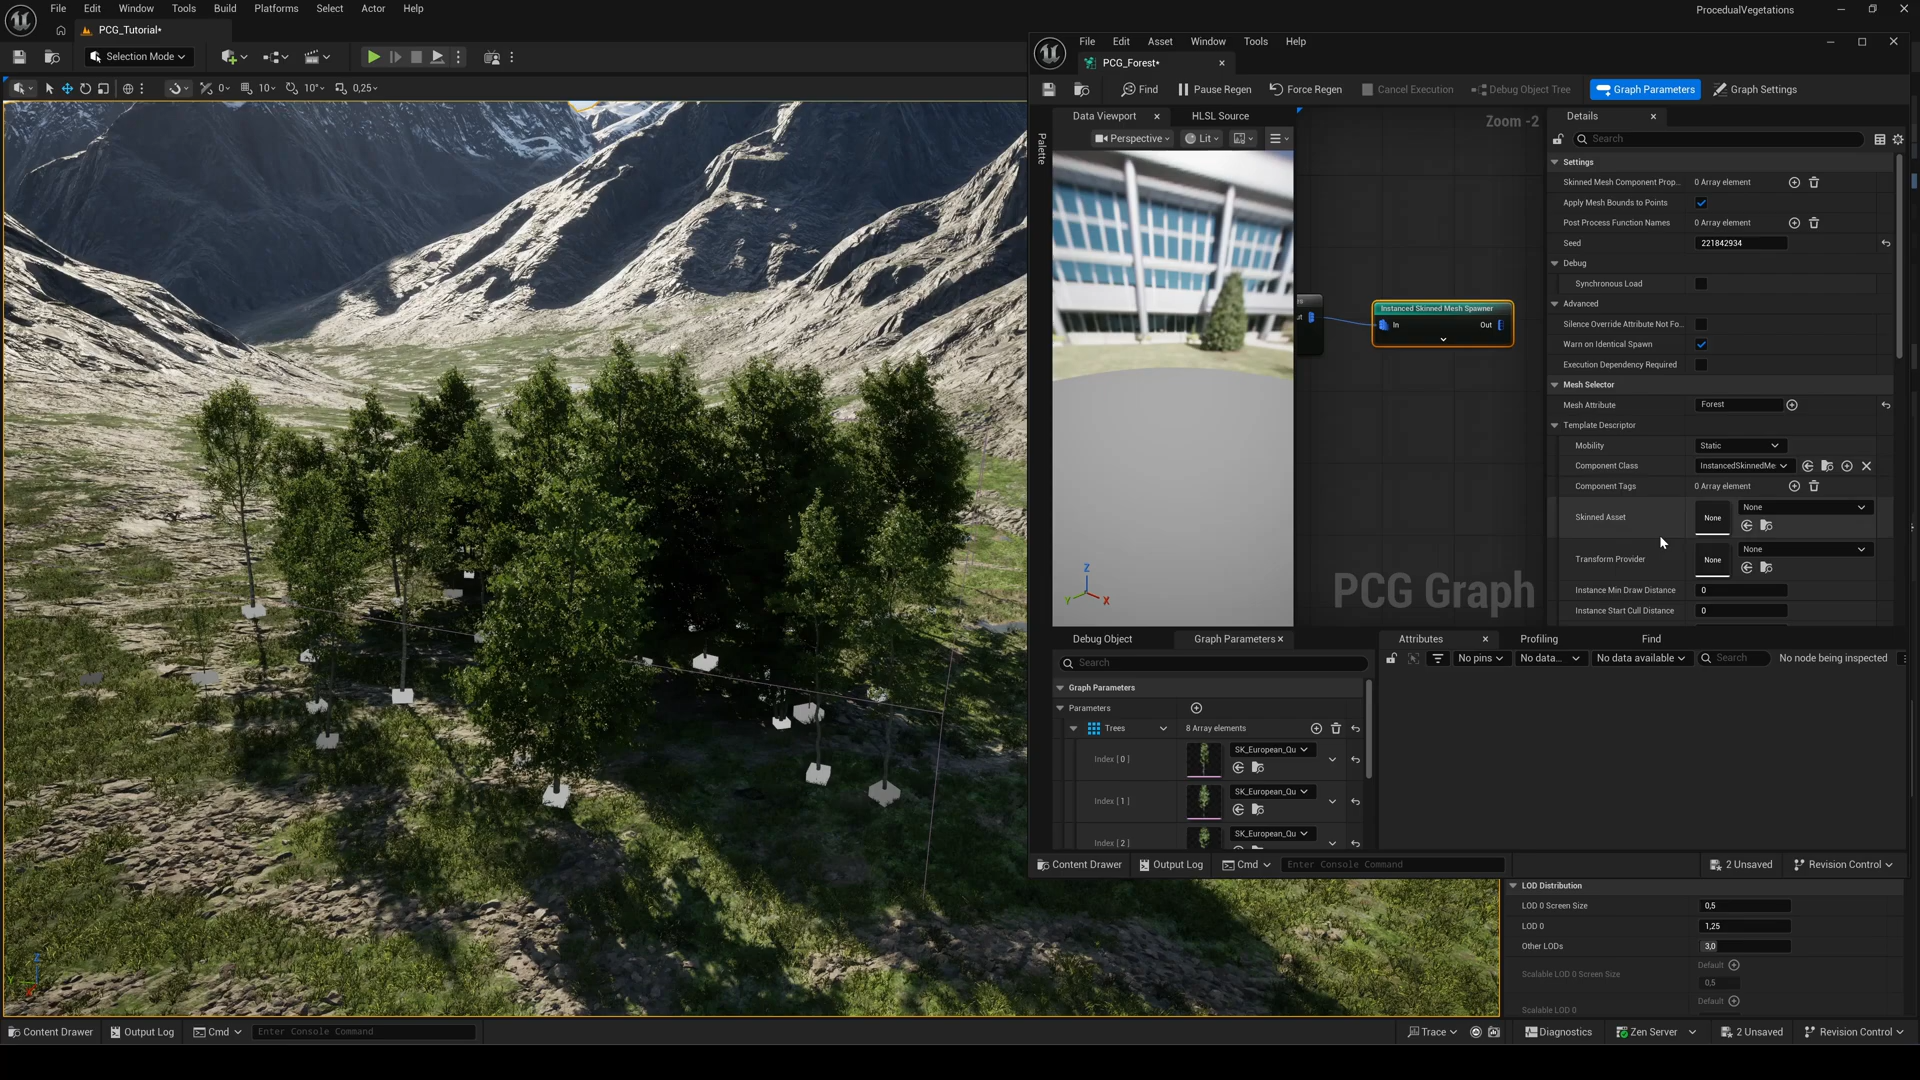 File Edit Window Tools Build Platforms Select Actor Help
ProcedualVegetations
PCG_Tutorial*
Selection Mode
0 10 10° 0,25
File Edit Asset Window Tools Help
PCG_Forest*
Find Pause Regen Force Regen Cancel Execution Debug Object Tree Graph Parameters Graph Settings
Palette
Data Viewport HLSL Source
Perspective Lit
Z
Y X
Zoom -2
Instanced Skinned Mesh Spawner
In Out
PCG Graph
Details
Search
Settings
Skinned Mesh Component Prop... 0 Array element
Apply Mesh Bounds to Points
Post Process Function Names 0 Array element
Seed 221842934
Debug
Synchronous Load
Advanced
Silence Override Attribute Not Fo...
Warn on Identical Spawn
Execution Dependency Required
Mesh Selector
Mesh Attribute Forest
Template Descriptor
Mobility Static
Component Class InstancedSkinnedMe
Component Tags 0 Array element
Skinned Asset None None
Transform Provider None None
Instance Min Draw Distance 0
Instance Start Cull Distance 0
Debug Object Graph Parameters
Search
Graph Parameters
Parameters
Trees 8 Array elements
Index [ 0 ] SK_European_Qu
Index [ 1 ] SK_European_Qu
Index [ 2 ] SK_European_Qu
Attributes Profiling Find
No pins No data... No data available Search No node being inspected
Content Drawer Output Log Cmd Enter Console Command 2 Unsaved Revision Control
LOD Distribution
LOD 0 Screen Size 0,5
LOD 0 1,25
Other LODs 3,0
Default
Scalable LOD 0 Screen Size
0,5
Default
Scalable LOD 0
Content Drawer Output Log Cmd Enter Console Command Trace Diagnostics Zen Server 2 Unsaved Revision Control